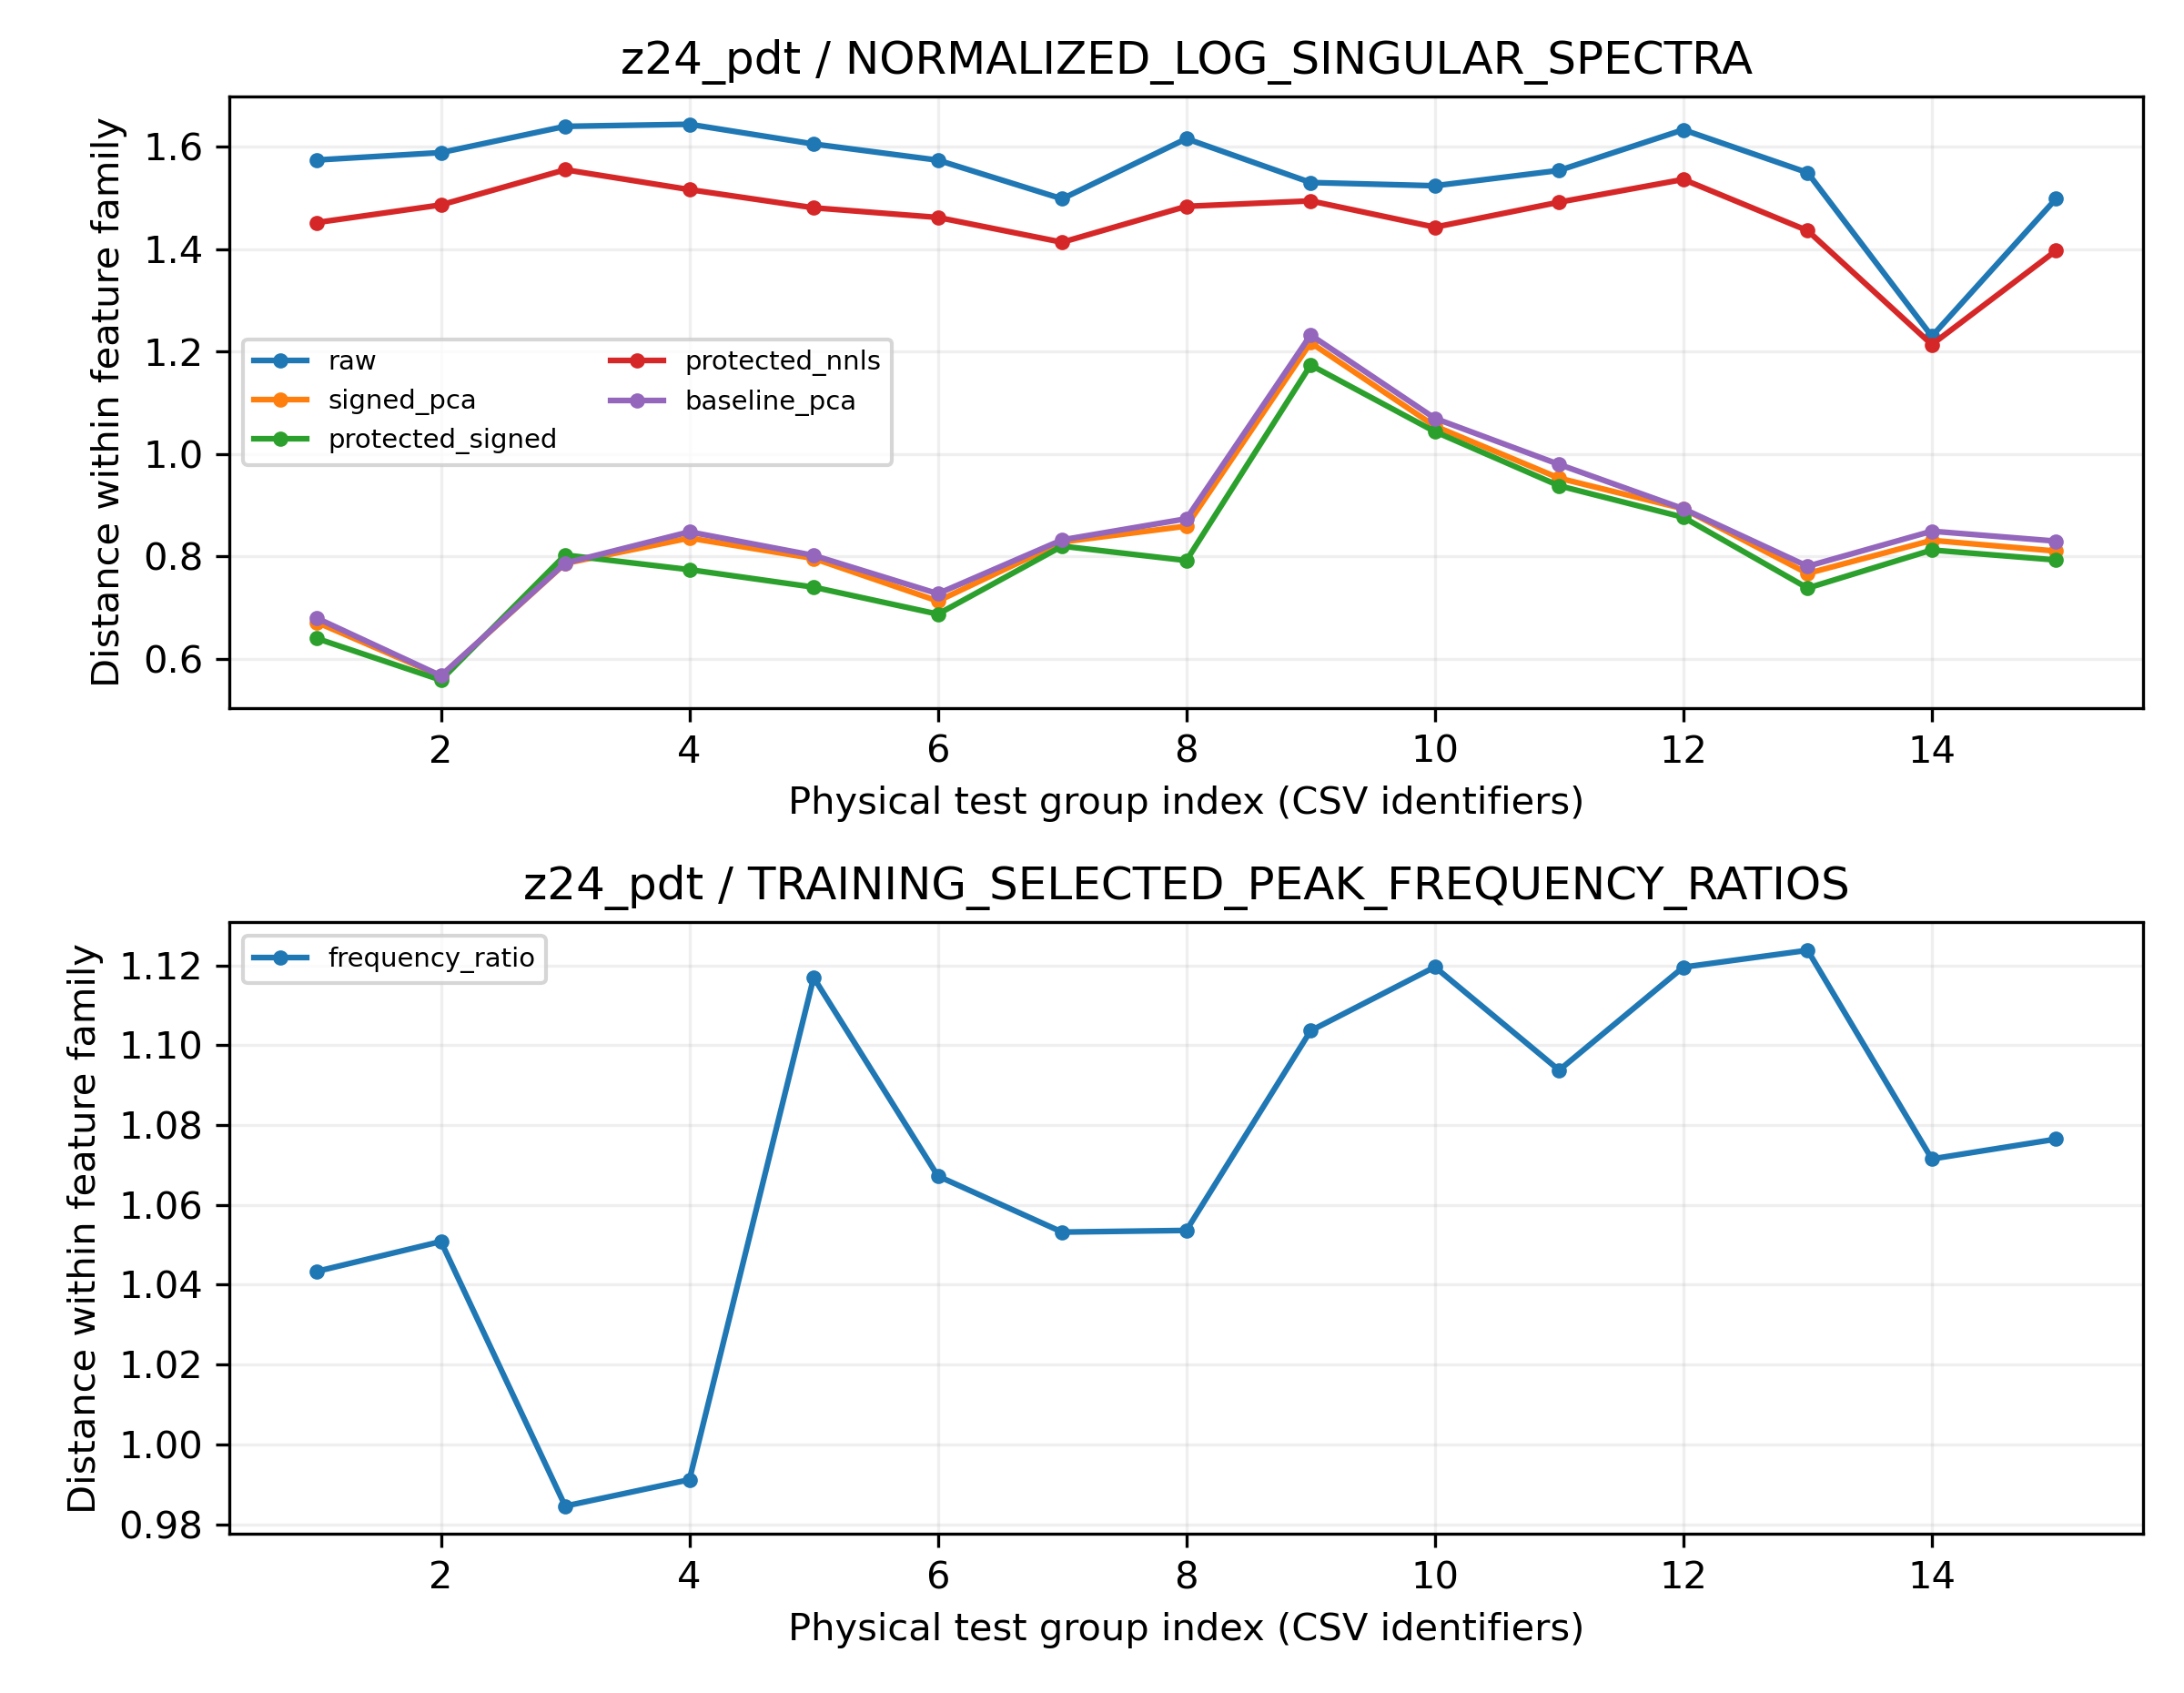 z24_pdt / NORMALIZED_LOG_SINGULAR_SPECTRA
Distance within feature family
1.6
1.4
1.2
1.0
0.8
0.6
raw
signed_pca
protected_signed
protected_nnls
baseline_pca
2 4 6 8 10 12 14
Physical test group index (CSV identifiers)
z24_pdt / TRAINING_SELECTED_PEAK_FREQUENCY_RATIOS
Distance within feature family
1.12
1.10
1.08
1.06
1.04
1.02
1.00
0.98
frequency_ratio
2 4 6 8 10 12 14
Physical test group index (CSV identifiers)